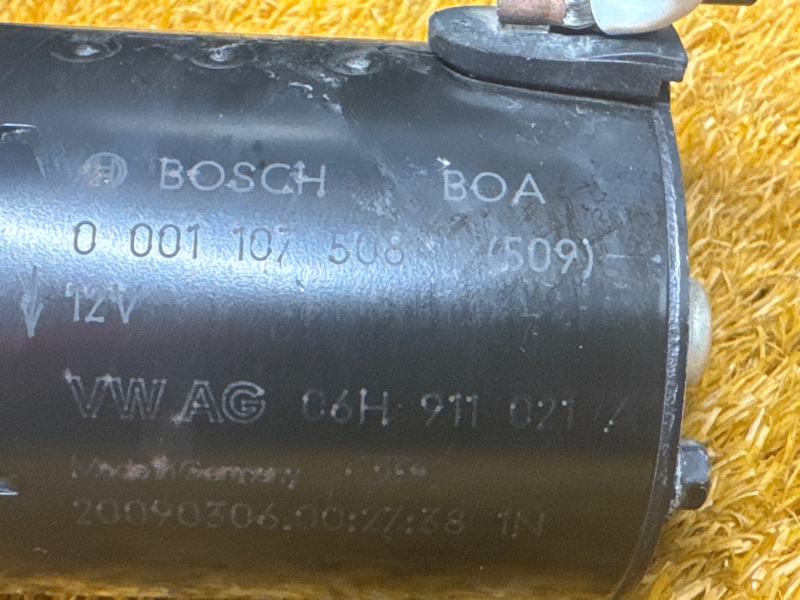 BOSCH BOA
0 001 107 508 (509)
12V
VW AG 06H 911 021
Made in Germany
20090306.00:27:38 1N